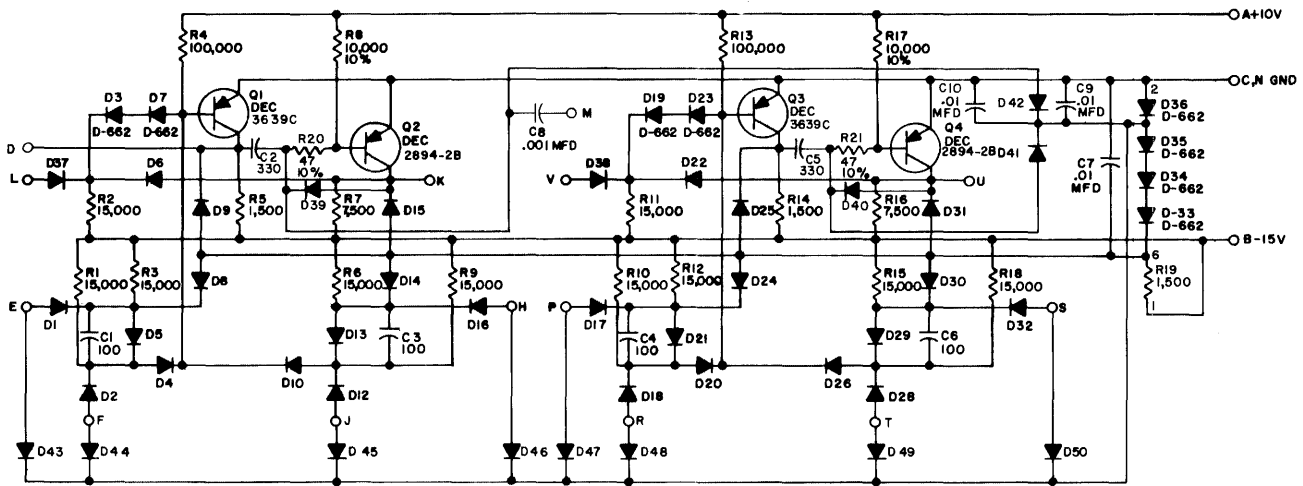 A+10V
R4
100,000
R8
10,000
10%
R13
100,000
R17
10,000
10%
C,N GND
Q1
DEC
3639C
Q2
DEC
2894-2B
Q3
DEC
3639C
Q4
DEC
2894-2B
C10
.01
MFD
D42
C9
.01
MFD
2
D36
D-662
D3
D-662
D7
D-662
C8
.001 MFD
M
D19
D-662
D23
D-662
D41
D35
D-662
D
R20
47
10%
C2
330
R21
47
10%
C5
330
C7
.01
MFD
D34
D-662
L
D37
D6
D39
K
V
D38
D22
D40
U
D-33
D-662
R2
15,000
D9
R5
1,500
R7
7,500
D15
R11
15,000
D25
R14
1,500
R16
7,500
D31
B-15V
R1
15,000
R3
15,000
D8
R6
15,000
D14
R9
15,000
R10
15,000
R12
15,000
D24
R15
15,000
D30
R18
15,000
6
R19
1,500
1
E
D1
D16
H
P
D17
D32
S
C1
100
D5
D13
C3
100
C4
100
D21
D29
C6
100
D4
D10
D20
D26
D2
D12
D18
D28
F
J
R
T
D43
D44
D45
D46
D47
D48
D49
D50